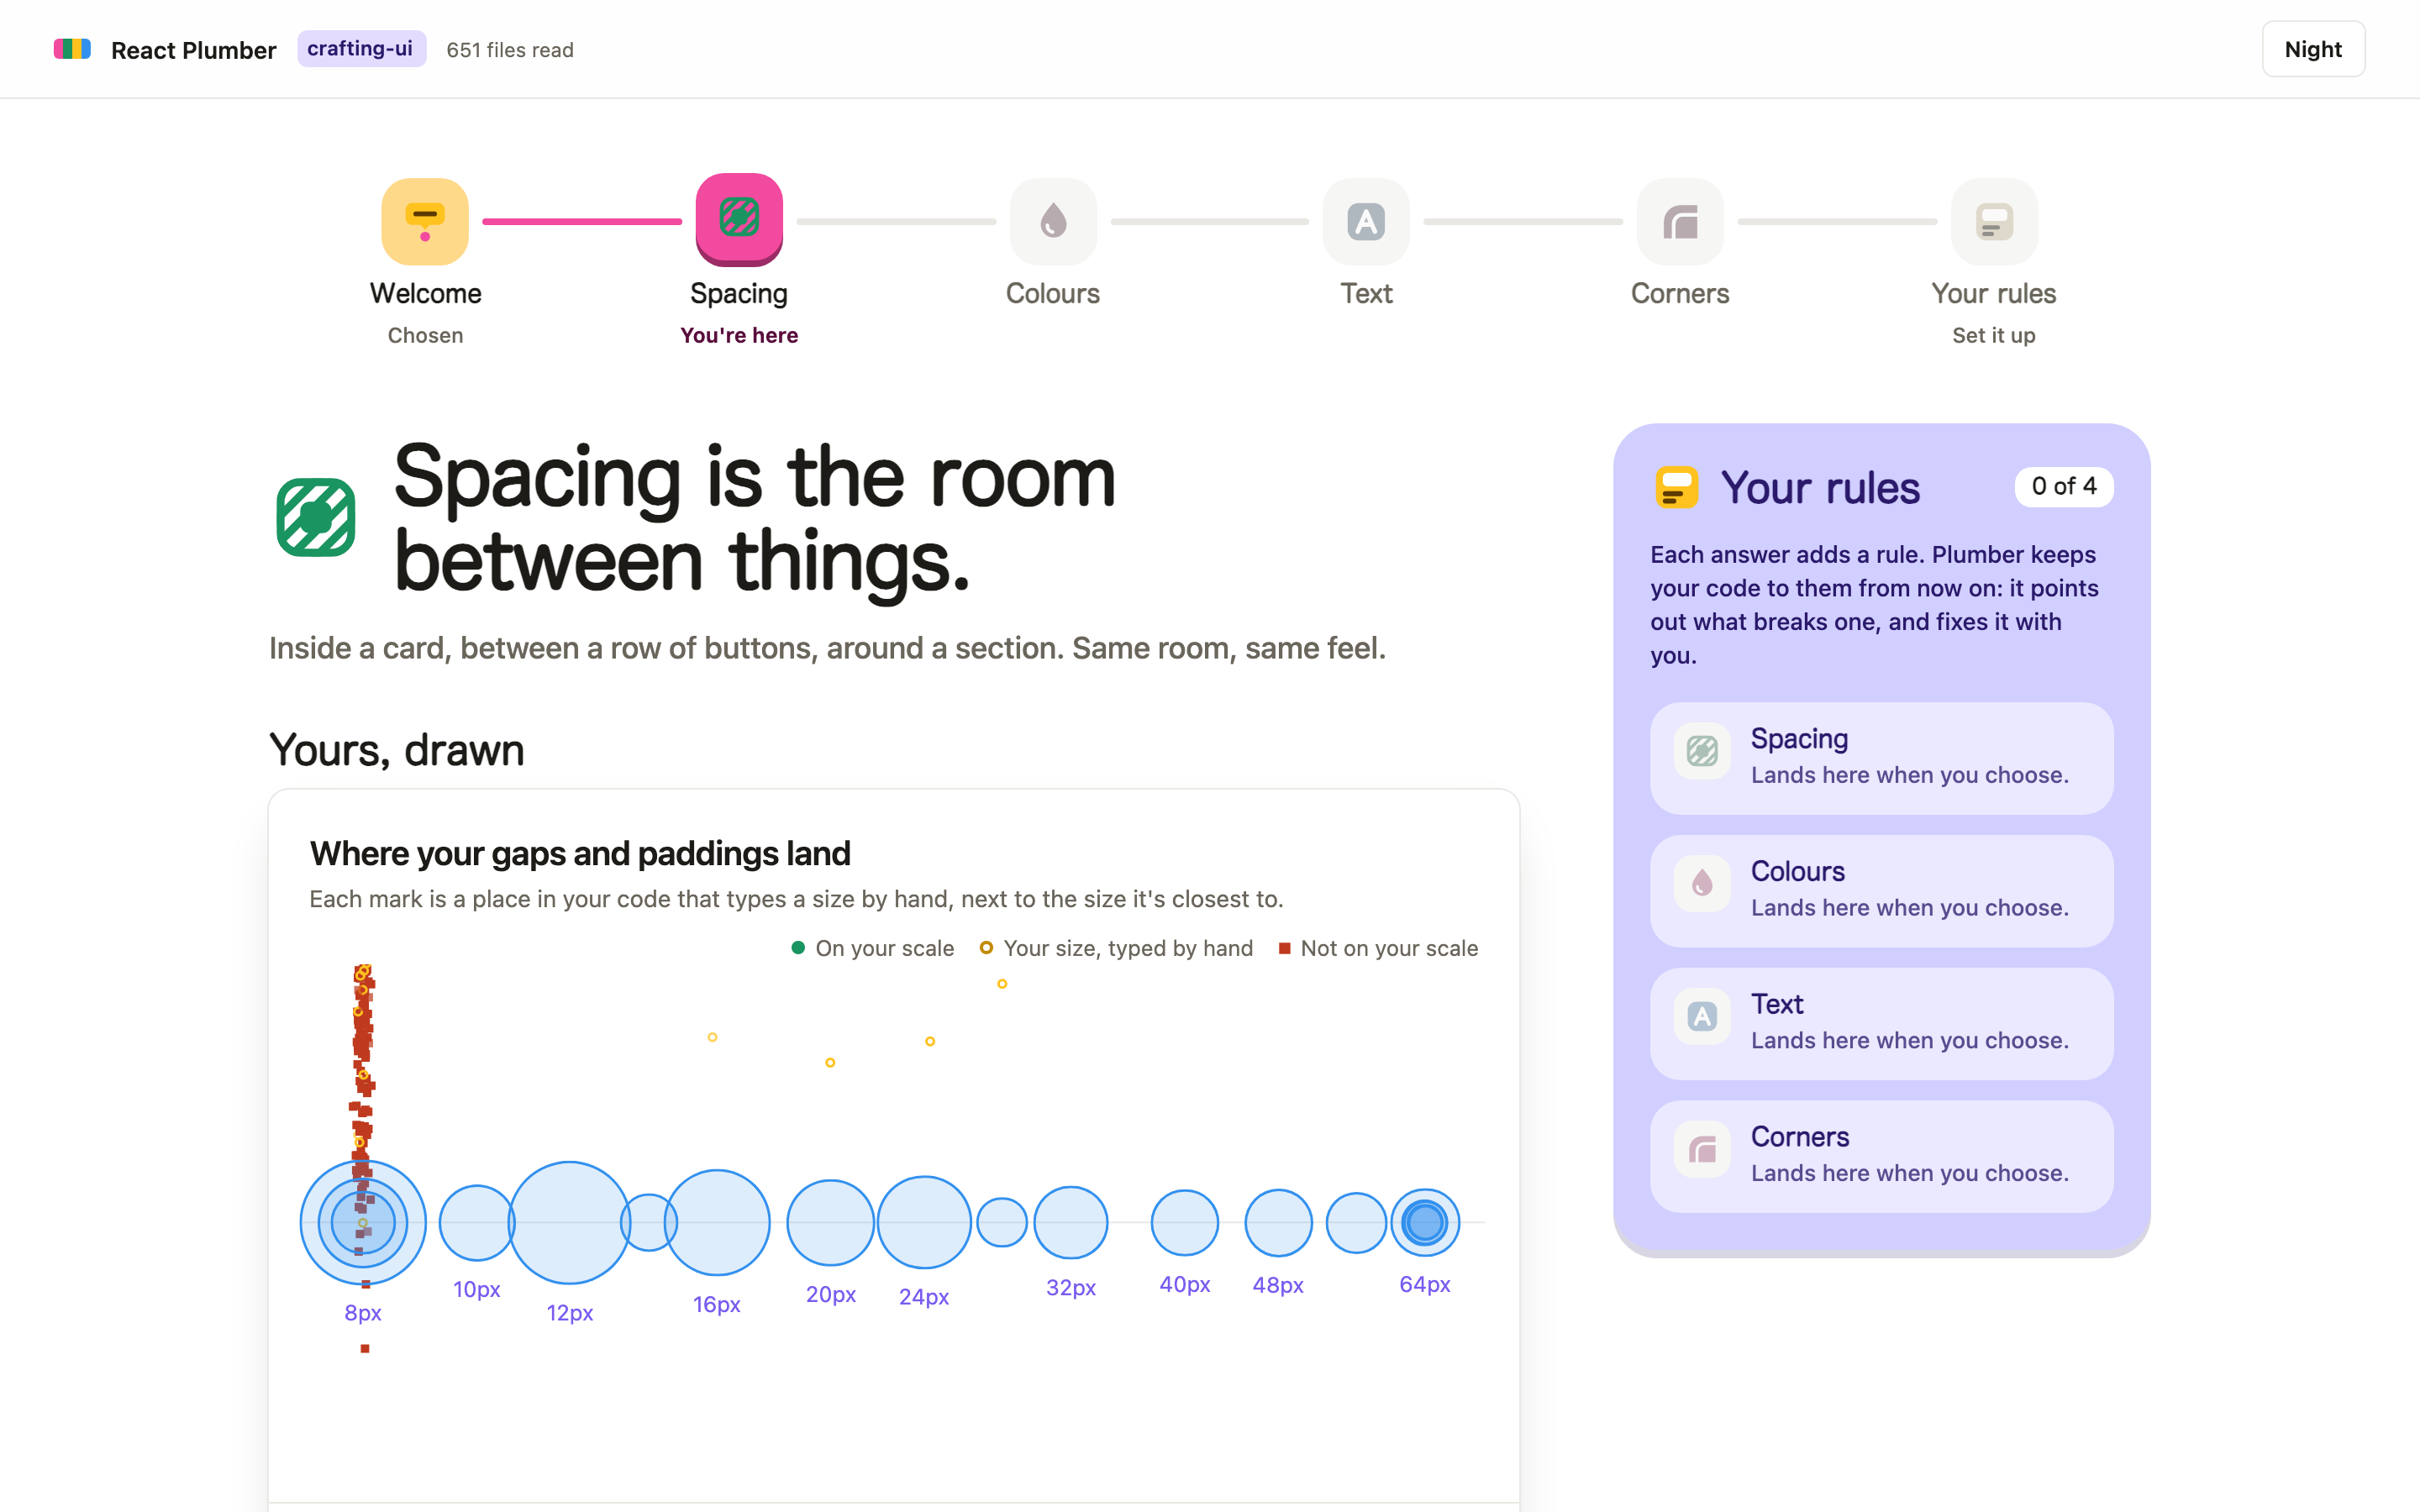 React Plumber
crafting-ui
651 files read
Night
Welcome
Chosen
Spacing
You're here
Colours
Text
Corners
Your rules
Set it up
Spacing is the room
between things.
Inside a card, between a row of buttons, around a section. Same room, same feel.
Yours, drawn
Where your gaps and paddings land
Each mark is a place in your code that types a size by hand, next to the size it's closest to.
On your scale
Your size, typed by hand
Not on your scale
8px
10px
12px
16px
20px
24px
32px
40px
48px
64px
Your rules
0 of 4
Each answer adds a rule. Plumber keeps
your code to them from now on: it points
out what breaks one, and fixes it with
you.
Spacing
Lands here when you choose.
Colours
Lands here when you choose.
Text
Lands here when you choose.
Corners
Lands here when you choose.